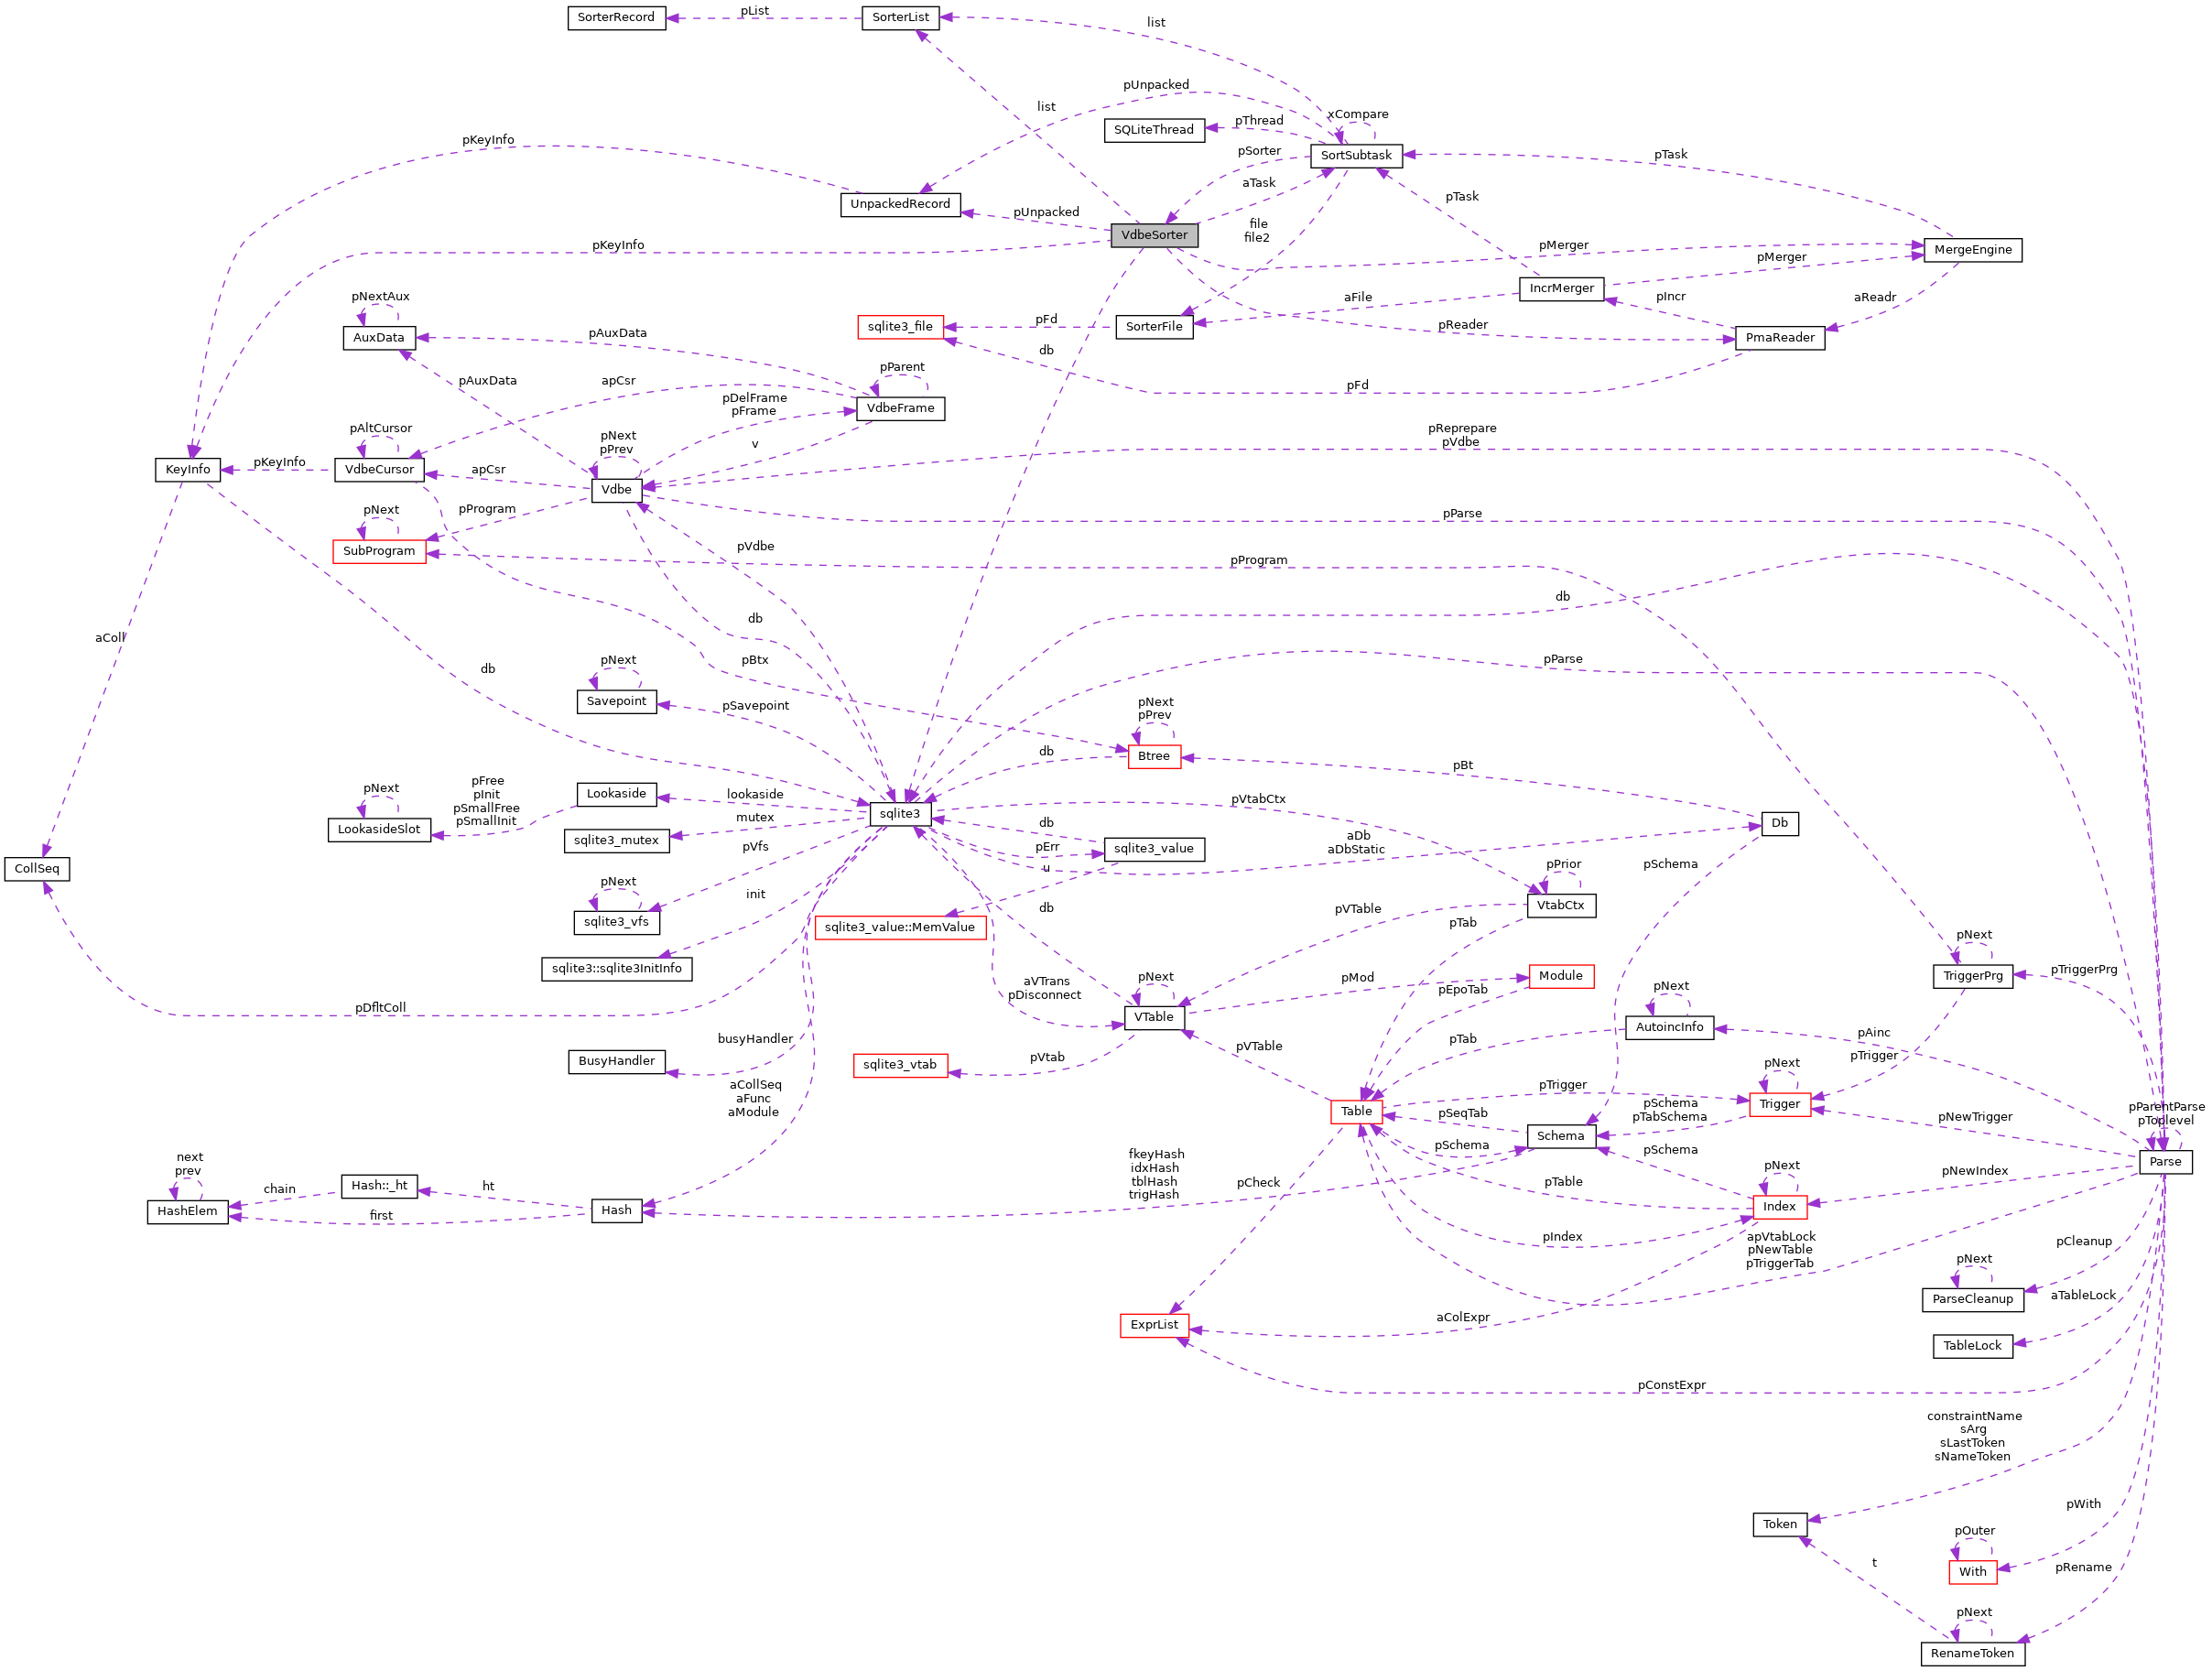 SorterRecord
pList
SorterList
list
pUnpacked
list
SQLiteThread
pThread
xCompare
SortSubtask
pKeyInfo
pSorter
pTask
aTask
pTask
UnpackedRecord
pUnpacked
file
file2
VdbeSorter
pKeyInfo
pMerger
MergeEngine
pMerger
IncrMerger
pNextAux
aFile
pIncr
aReadr
sqlite3_file
pFd
SorterFile
pReader
AuxData
pAuxData
PmaReader
db
pParent
pAuxData
apCsr
pFd
pDelFrame
pFrame
VdbeFrame
pAltCursor
pNext
pPrev
v
pReprepare
pVdbe
KeyInfo
pKeyInfo
VdbeCursor
apCsr
Vdbe
pNext
pProgram
pParse
SubProgram
pVdbe
pProgram
db
db
aColl
db
pNext
pBtx
pParse
Savepoint
pSavepoint
pNext
pPrev
Btree
db
pBt
pNext
pFree
pInit
pSmallFree
pSmallInit
Lookaside
lookaside
sqlite3
pVtabCtx
LookasideSlot
mutex
sqlite3_mutex
db
Db
pVfs
pErr
sqlite3_value
aDb
aDbStatic
CollSeq
u
pPrior
pSchema
pNext
init
sqlite3_vfs
sqlite3_value::MemValue
db
pVTable
VtabCtx
pTab
pNext
sqlite3::sqlite3InitInfo
aVTrans
pDisconnect
pNext
pMod
Module
pEpoTab
TriggerPrg
pTriggerPrg
pDfltColl
VTable
pNext
AutoincInfo
pAinc
busyHandler
BusyHandler
sqlite3_vtab
pVtab
pVTable
pTab
pNext
pTrigger
aCollSeq
aFunc
aModule
Table
pTrigger
Trigger
pSchema
pTabSchema
pSeqTab
Schema
pNewTrigger
pParentParse
pToplevel
Parse
next
prev
fkeyHash
idxHash
tblHash
trigHash
pSchema
pSchema
pNext
pNewIndex
HashElem
chain
Hash::_ht
ht
Hash
first
pCheck
pTable
Index
pIndex
apVtabLock
pNewTable
pTriggerTab
pCleanup
pNext
ParseCleanup
aTableLock
ExprList
aColExpr
TableLock
pConstExpr
constraintName
sArg
sLastToken
sNameToken
pWith
Token
pOuter
With
t
pRename
pNext
RenameToken